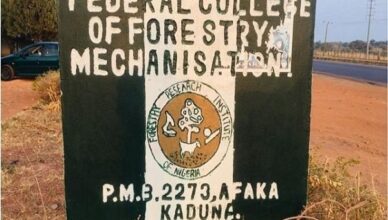 FEDERAL COLLEGE
OF FORESTRY
MECHANISATION
FORESTRY RESEARCH INSTITUTE
OF NIGERIA
P.M.B. 2273, AFAKA
KADUNA.